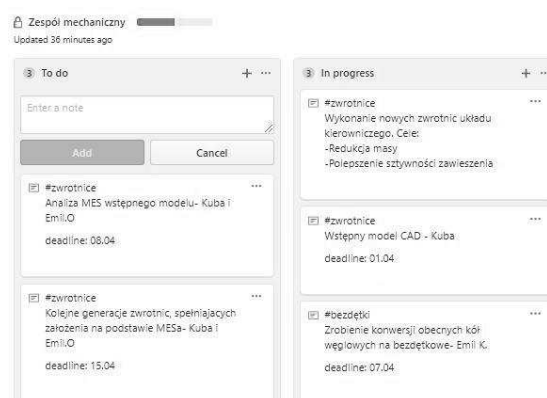 Zespół mechaniczny
Updated 36 minutes ago
3 To do
Enter a note
Add Cancel
#zwrotnice
Analiza MES wstępnego modelu- Kuba i
Emil.O
deadline: 08.04
#zwrotnice
Kolejne generacje zwrotnic, spełniajacych
założenia na podstawie MESa- Kuba i
Emil.O
deadline: 15.04
3 In progress
#zwrotnice
Wykonanie nowych zwrotnic układu
kierowniczego. Cele:
-Redukcja masy
-Polepszenie sztywności zawieszenia
#zwrotnice
Wstępny model CAD - Kuba
deadline: 01.04
#bezdętki
Zrobienie konwersji obecnych kół
węglowych na bezdętkowe- Emil K.
deadline: 07.04